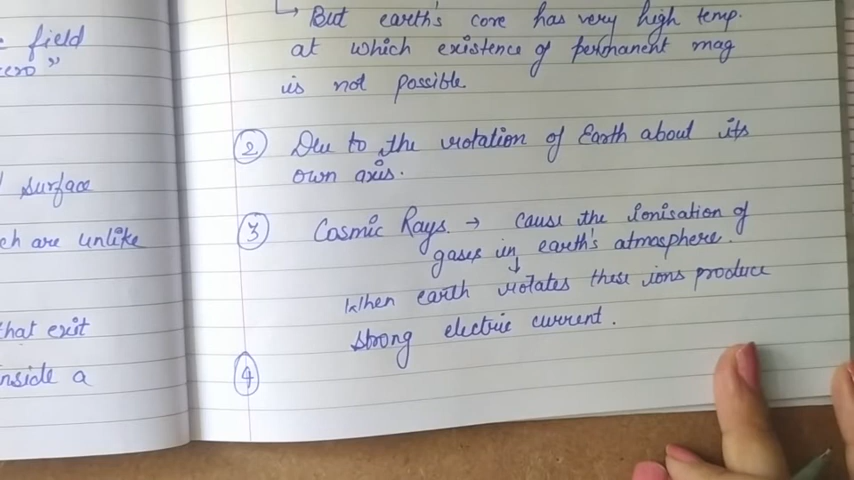 field
zero"
surface
ch are unlike
that exit
inside a
↳ But earth's core has very high temp.
at which existence of permanent mag
is not possible.
② Due to the rotation of Earth about its
own axis.
③ Cosmic Rays. → cause the ionisation of
gases in earth's atmosphere.
↓
When earth rotates these ions produce
strong electric current.
④